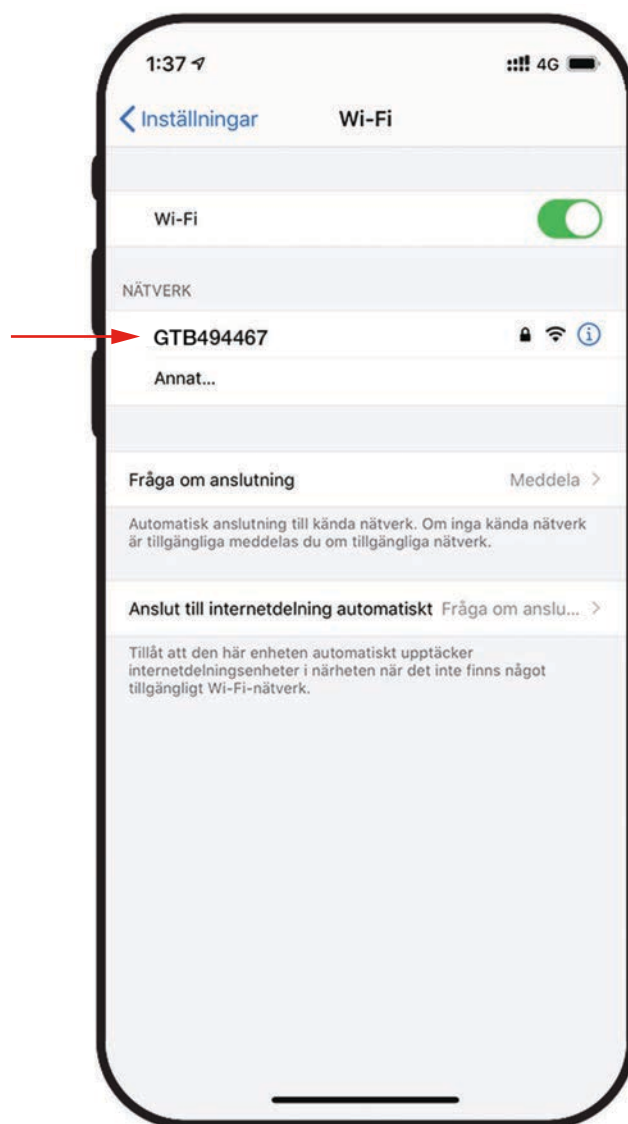 1:37
4G
Inställningar
Wi-Fi
Wi-Fi
NÄTVERK
GTB494467
Annat...
Fråga om anslutning
Meddela
Automatisk anslutning till kända nätverk. Om inga kända nätverk
är tillgängliga meddelas du om tillgängliga nätverk.
Anslut till internetdelning automatiskt Fråga om anslu...
Tillåt att den här enheten automatiskt upptäcker
internetdelningsenheter i närheten när det inte finns något
tillgängligt Wi-Fi-nätverk.